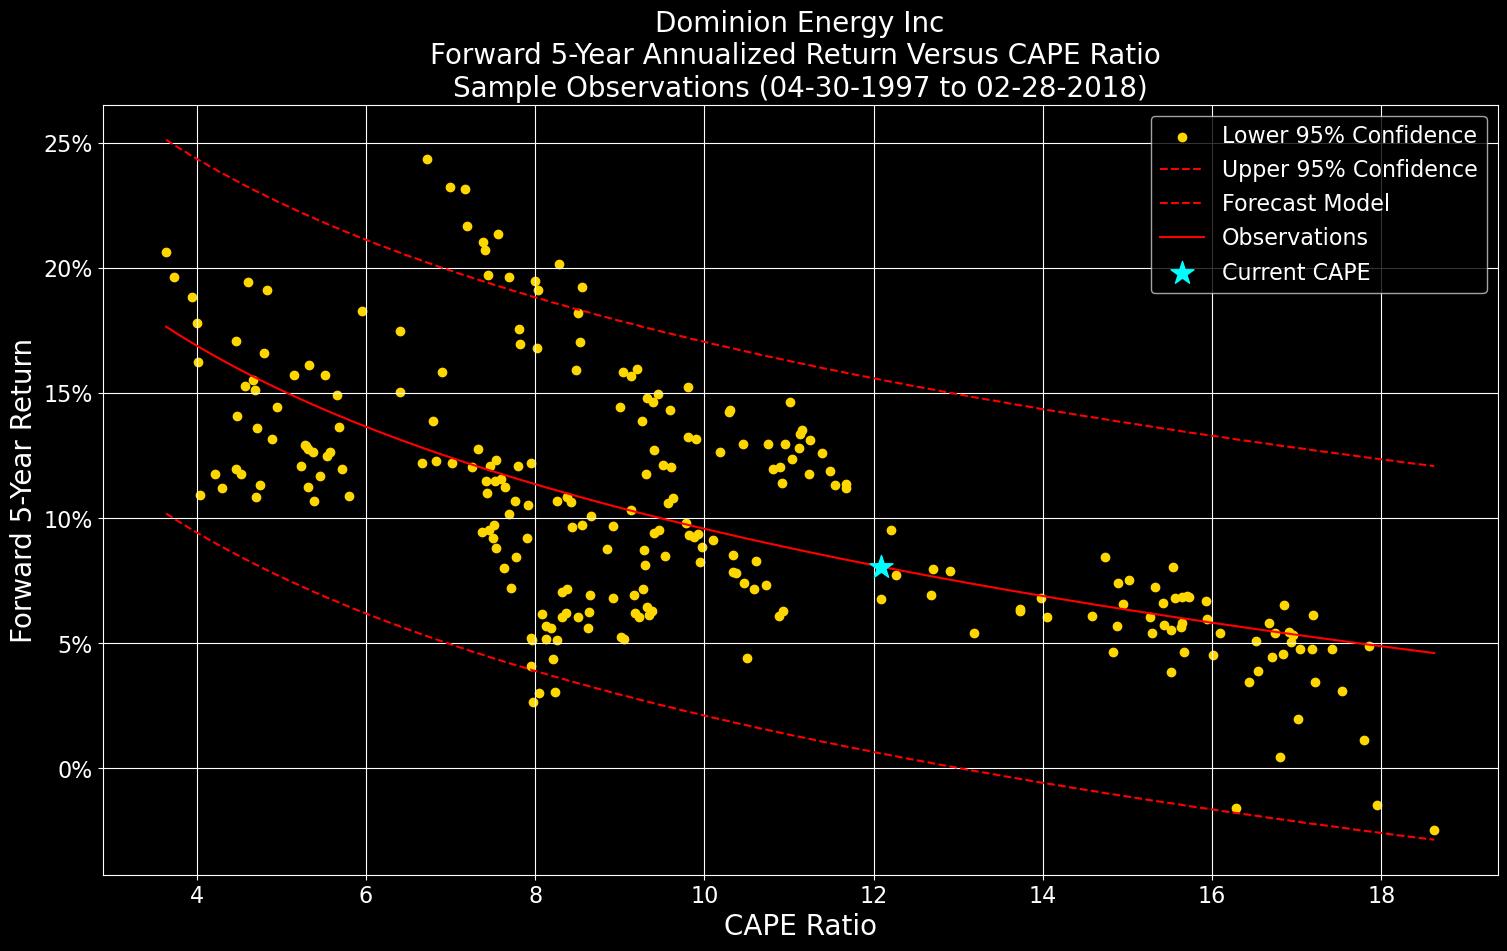 Dominion Energy Inc
Forward 5-Year Annualized Return Versus CAPE Ratio
Sample Observations (04-30-1997 to 02-28-2018)
Lower 95% Confidence
Upper 95% Confidence
Forecast Model
Observations
Current CAPE
Forward 5-Year Return
25%
20%
15%
10%
5%
0%
4 6 8 10 12 14 16 18
CAPE Ratio